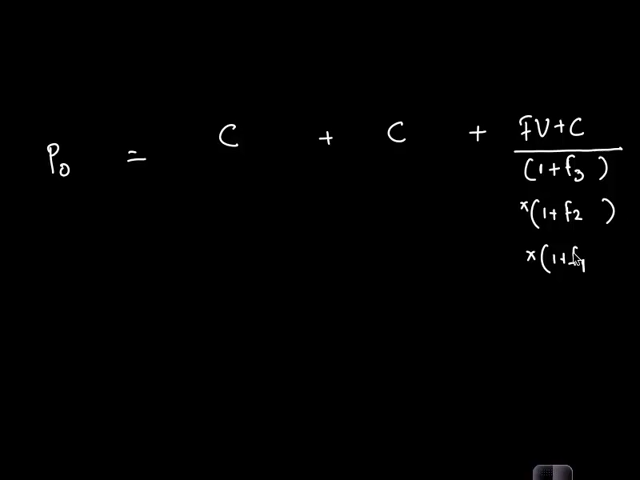 P₀ = C + C + FV+C
(1+f₃)
×(1+f₂)
×(1+f₁